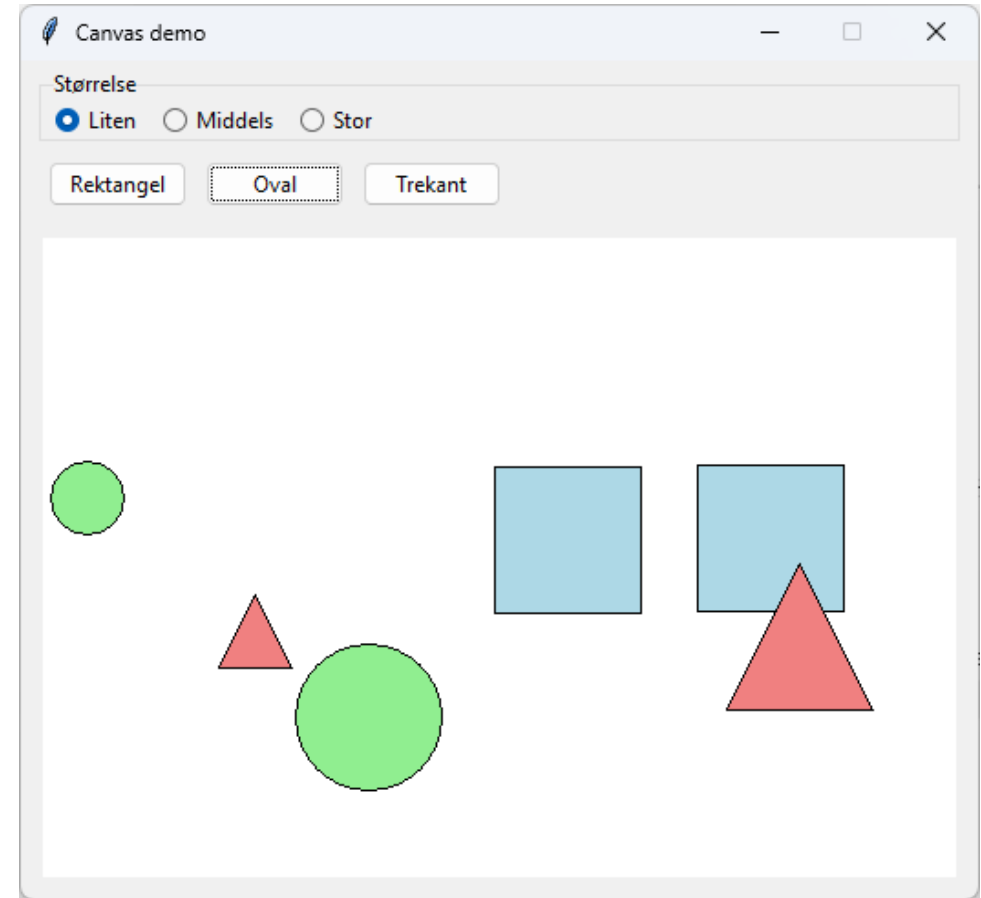 Canvas demo
Størrelse
Liten Middels Stor
Rektangel Oval Trekant